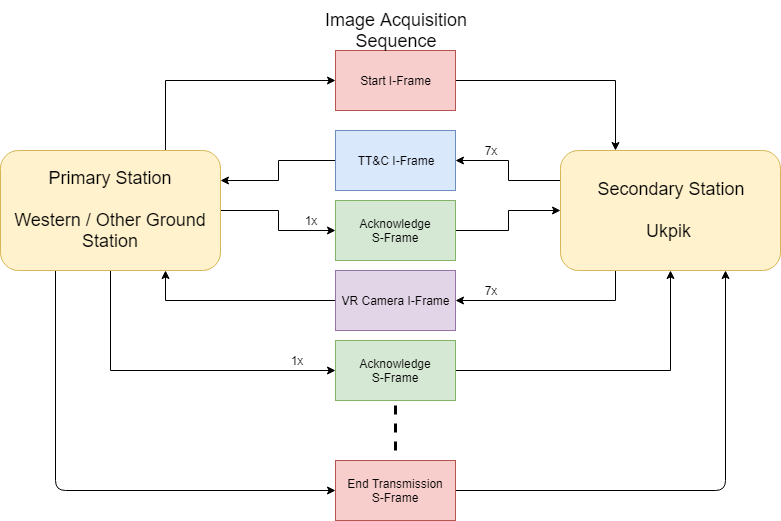 Image Acquisition
Sequence
Start I-Frame
7x
TT&C I-Frame
Primary Station
Western / Other Ground
Station
Secondary Station
Ukpik
1x
Acknowledge
S-Frame
7x
VR Camera I-Frame
1x
Acknowledge
S-Frame
End Transmission
S-Frame